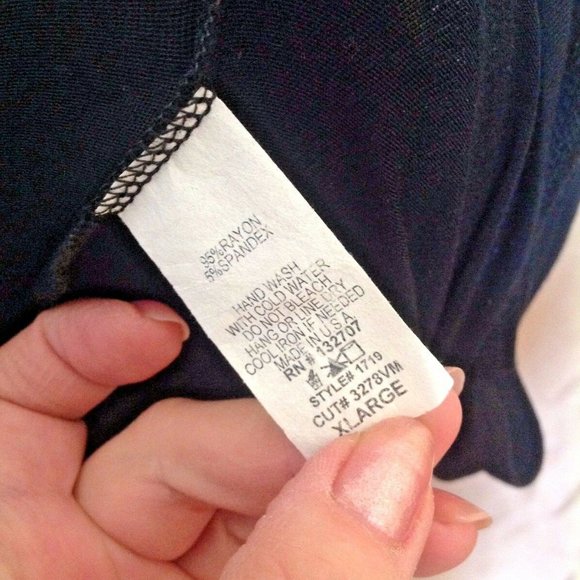 95%RAYON
5%SPANDEX
HAND WASH
WITH COLD WATER
DO NOT BLEACH
HANG OR LINE DRY
COOL IRON IF NEEDED
MADE IN U.S.A
RN# 132707
STYLE# 1719
CUT# 3278VM
XLARGE